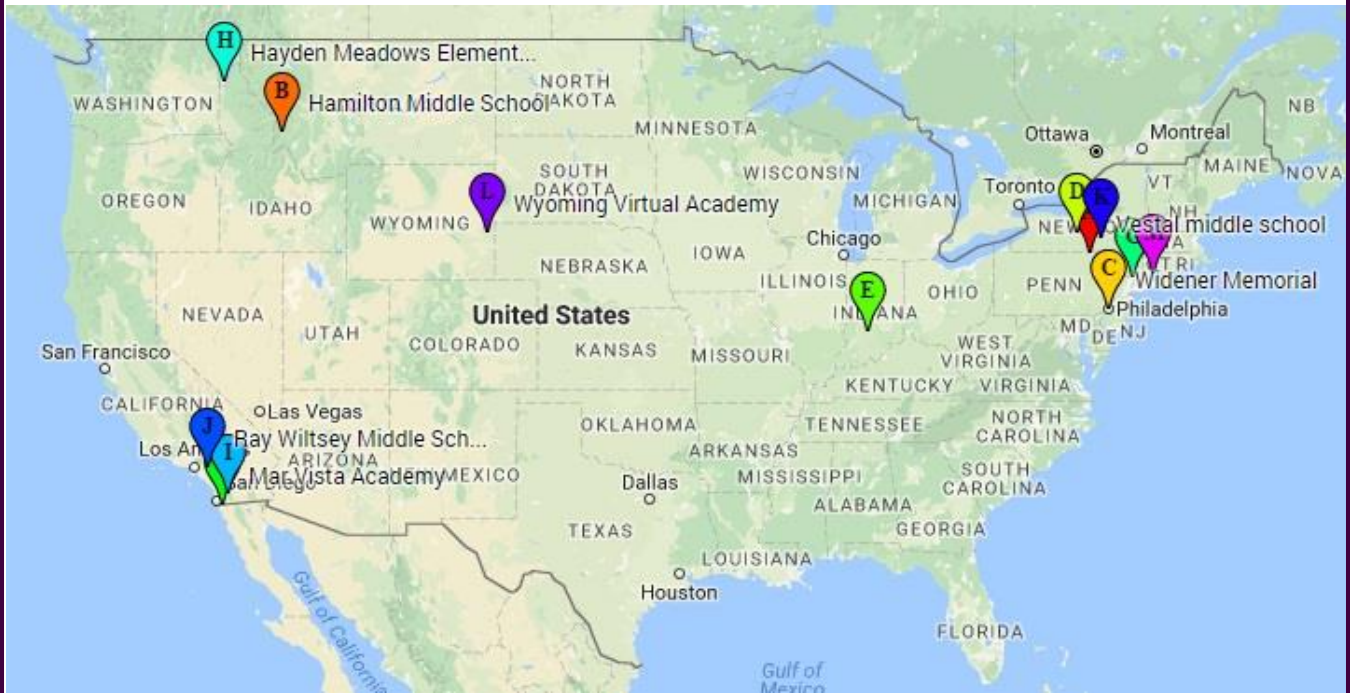 H
Hayden Meadows Element...
B
Hamilton Middle School
NORTH
DAKOTA
WASHINGTON
MINNESOTA
NB
Ottawa
Montreal
MAINE
NOVA
OREGON
IDAHO
SOUTH
DAKOTA
WISCONSIN
MICHIGAN
Toronto
VT
NH
L
Wyoming Virtual Academy
WYOMING
D
K
Vestal middle school
Chicago
IOWA
NEBRASKA
ILLINOIS
INDIANA
E
OHIO
PENN
C
Widener Memorial
Philadelphia
MD
DE
NJ
NEVADA
UTAH
United States
COLORADO
KANSAS
MISSOURI
WEST
VIRGINIA
KENTUCKY
VIRGINIA
San Francisco
CALIFORNIA
Las Vegas
J
Ray Wiltsey Middle Sch...
I
Mar Vista Academy
ARIZONA
MEXICO
OKLAHOMA
TENNESSEE
NORTH
CAROLINA
ARKANSAS
Dallas
MISSISSIPPI
SOUTH
CAROLINA
ALABAMA
TEXAS
GEORGIA
LOUISIANA
Houston
FLORIDA
Gulf of California
Gulf of
Mexico